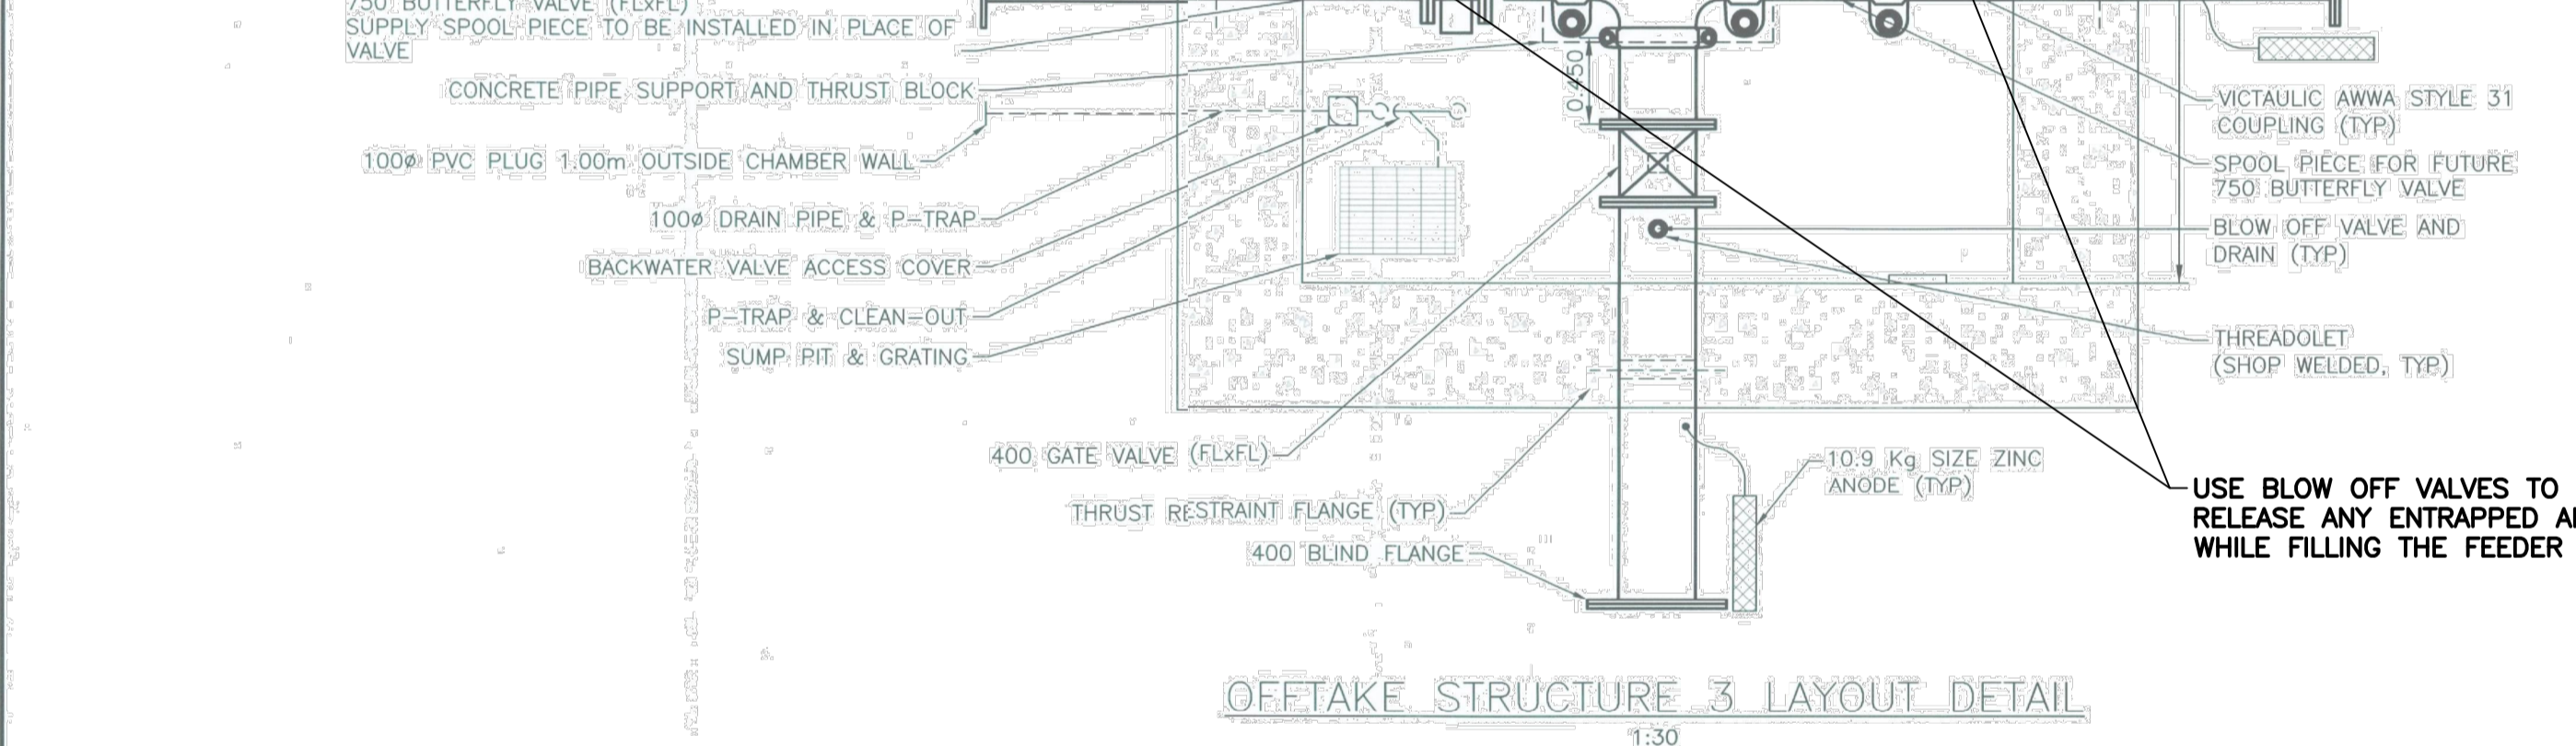 750 BUTTERFLY VALVE (FLxFL)
SUPPLY SPOOL PIECE TO BE INSTALLED IN PLACE OF
VALVE
CONCRETE PIPE SUPPORT AND THRUST BLOCK
100ø PVC PLUG 1.00m OUTSIDE CHAMBER WALL
100ø DRAIN PIPE & P-TRAP
BACKWATER VALVE ACCESS COVER
P-TRAP & CLEAN-OUT
SUMP PIT & GRATING
0.450
VICTAULIC AWWA STYLE 31
COUPLING (TYP)
SPOOL PIECE FOR FUTURE
750 BUTTERFLY VALVE
BLOW OFF VALVE AND
DRAIN (TYP)
THREADOLET
(SHOP WELDED, TYP)
400 GATE VALVE (FLxFL)
THRUST RESTRAINT FLANGE (TYP)
400 BLIND FLANGE
10.9 Kg SIZE ZINC
ANODE (TYP)
USE BLOW OFF VALVES TO
RELEASE ANY ENTRAPPED
WHILE FILLING THE FEEDER
OFFTAKE STRUCTURE 3 LAYOUT DETAIL
1:30